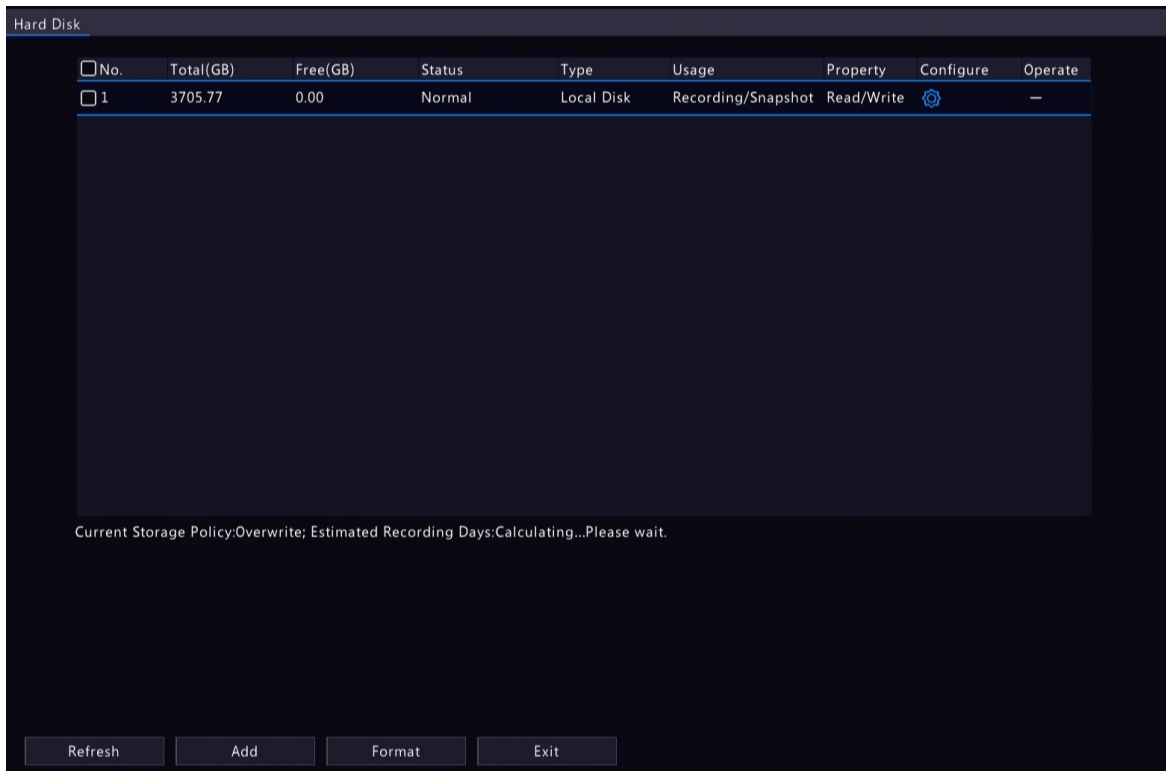 Hard Disk
No. Total(GB) Free(GB) Status Type Usage Property Configure Operate
1 3705.77 0.00 Normal Local Disk Recording/Snapshot Read/Write —
Current Storage Policy:Overwrite; Estimated Recording Days:Calculating...Please wait.
Refresh Add Format Exit